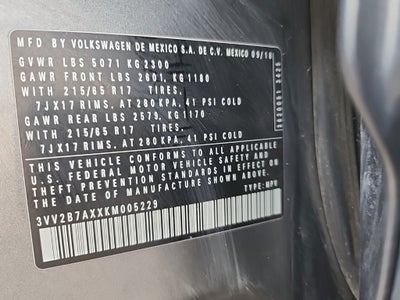 MFD BY VOLKSWAGEN DE MEXICO S.A. DE C.V. MEXICO 09/18
GVWR LBS 5071 KG 2300
GAWR FRONT LBS 2601, KG 1180
WITH 215/65 R17 TIRES,
7JX17 RIMS, AT 280 KPA, 41 PSI COLD
GAWR REAR LBS 2579, KG 1170
WITH 215/65 R17 TIRES,
7JX17 RIMS, AT 280 KPA, 41 PSI COLD
THIS VEHICLE CONFORMS TO ALL APPLICABLE
U.S. FEDERAL MOTOR VEHICLE SAFETY AND
THEFT PREVENTION STANDARDS IN EFFECT ON
THE DATE OF MANUFACTURE SHOWN ABOVE.
3VV2B7AXXKM005229
TYPE: MPV